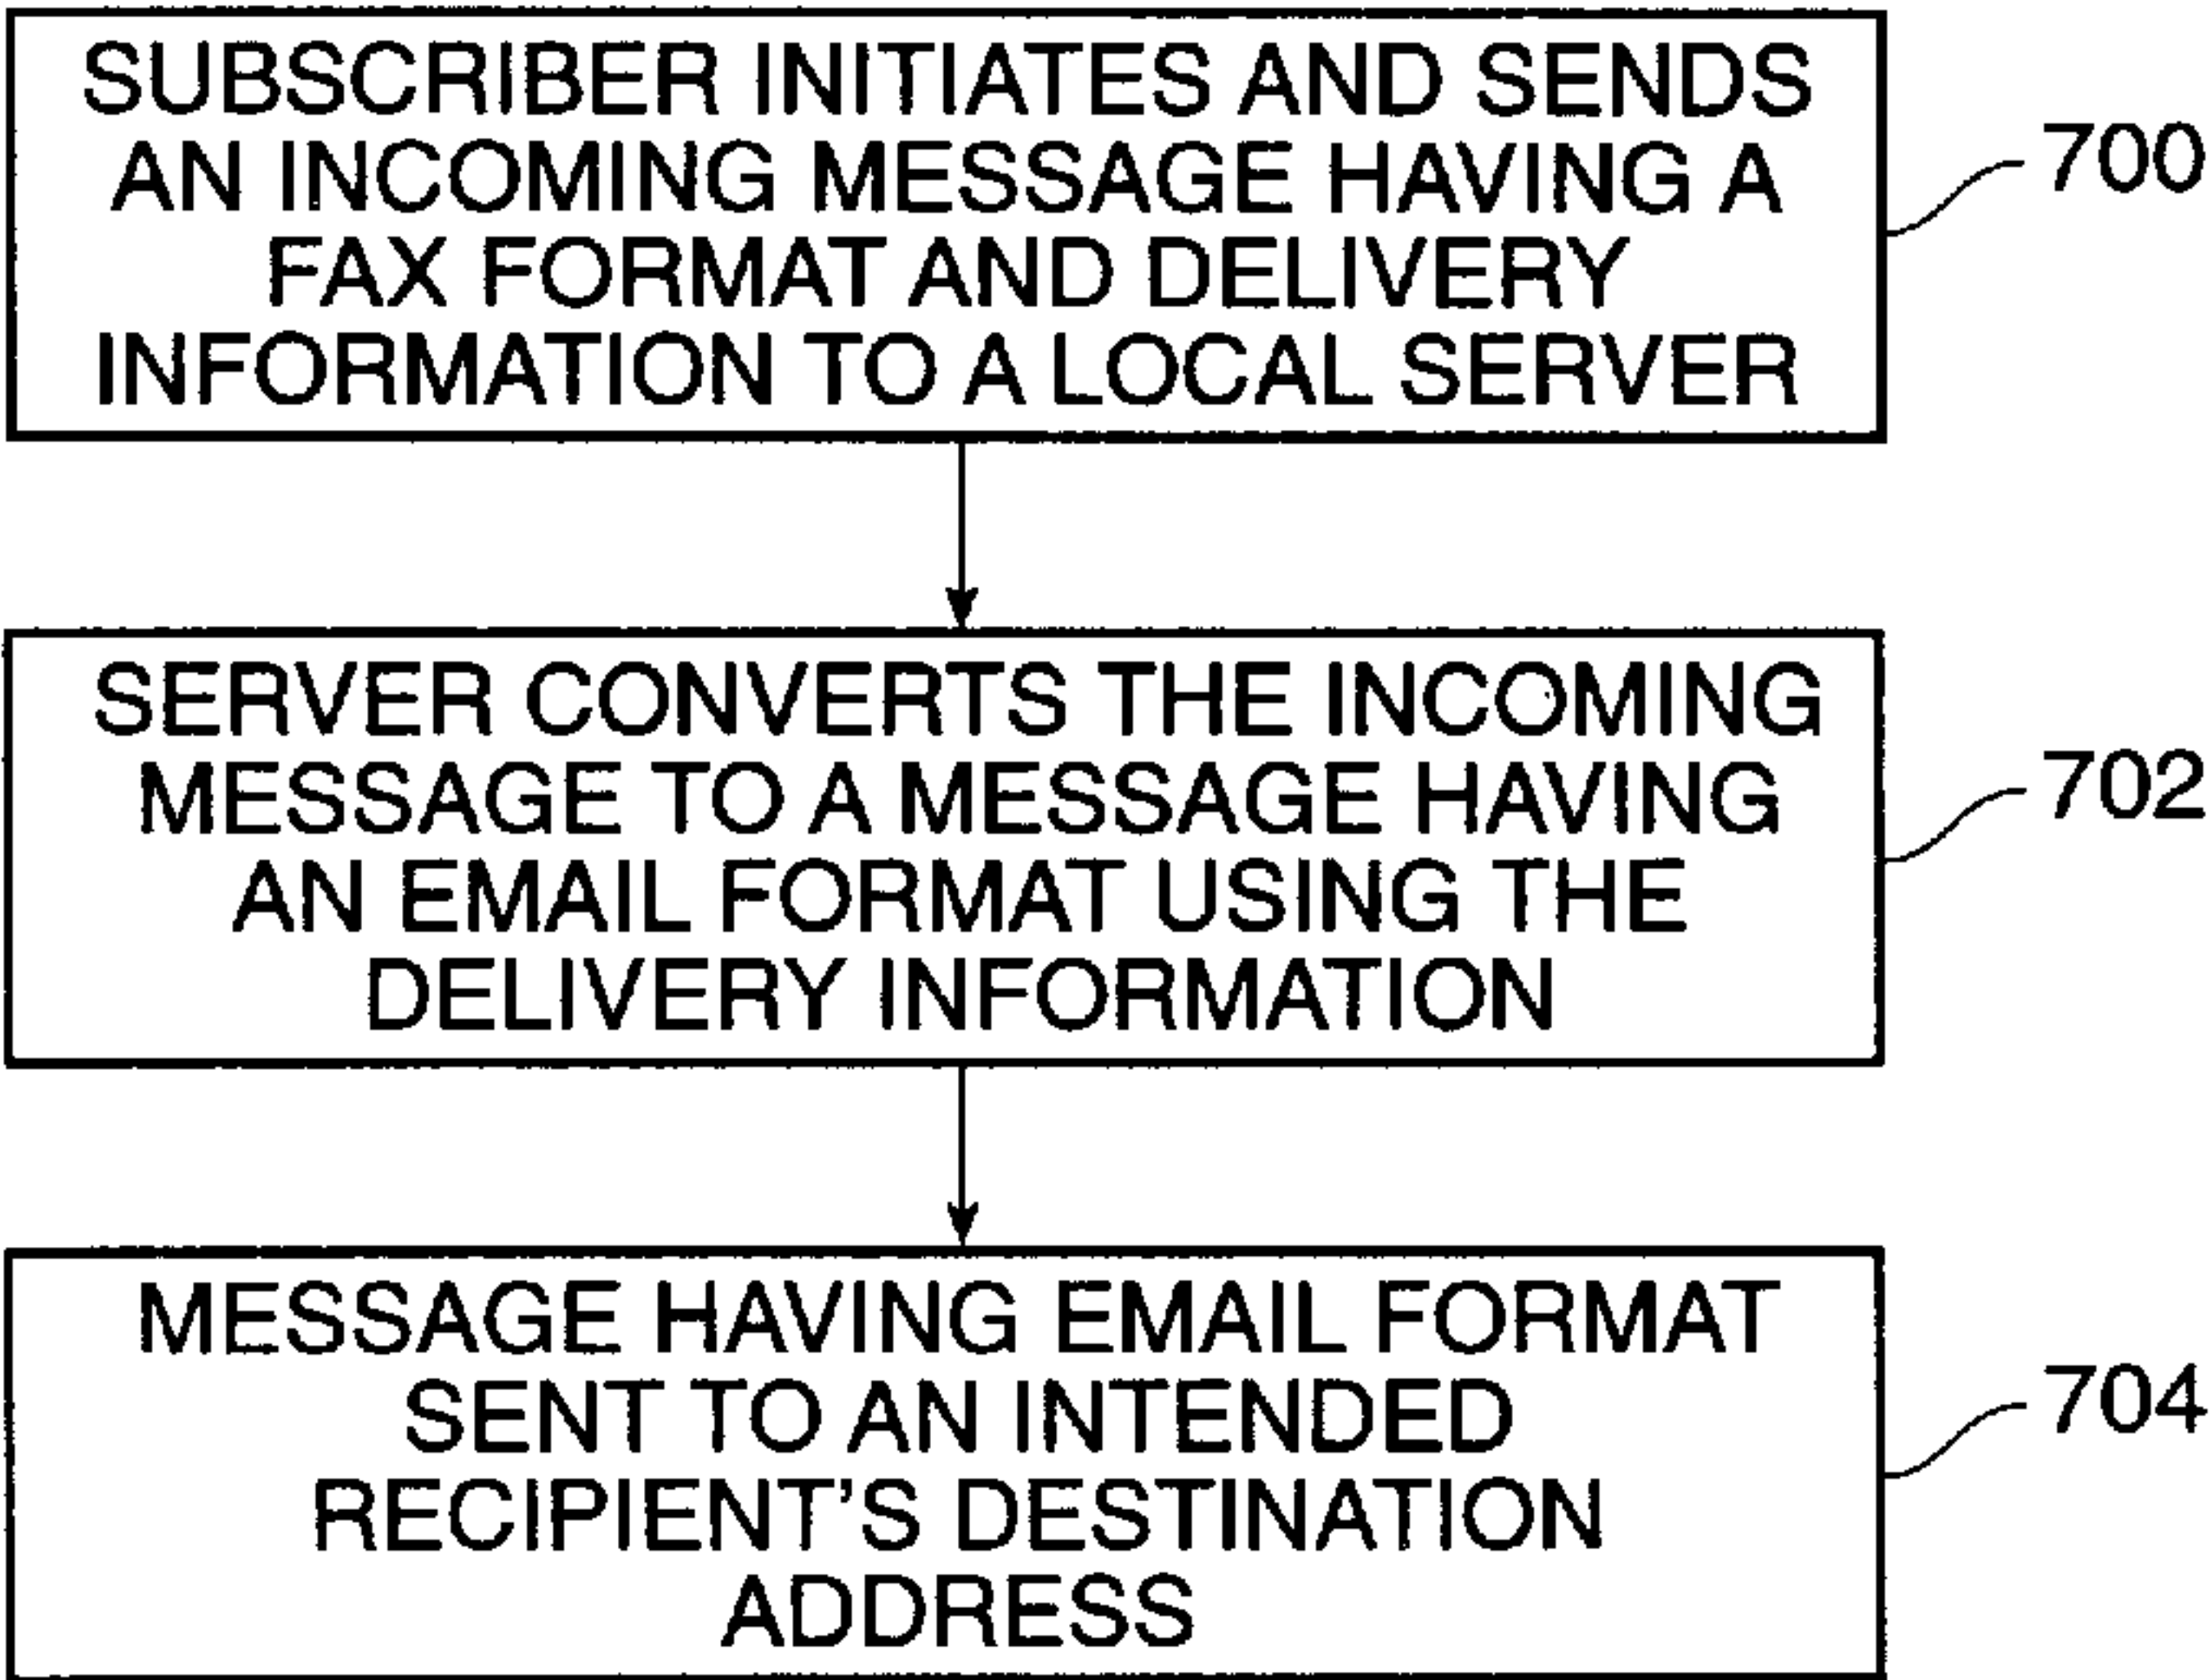 SUBSCRIBER INITIATES AND SENDS
AN INCOMING MESSAGE HAVING A
FAX FORMAT AND DELIVERY
INFORMATION TO A LOCAL SERVER
700
SERVER CONVERTS THE INCOMING
MESSAGE TO A MESSAGE HAVING
AN EMAIL FORMAT USING THE
DELIVERY INFORMATION
702
MESSAGE HAVING EMAIL FORMAT
SENT TO AN INTENDED
RECIPIENT'S DESTINATION
ADDRESS
704